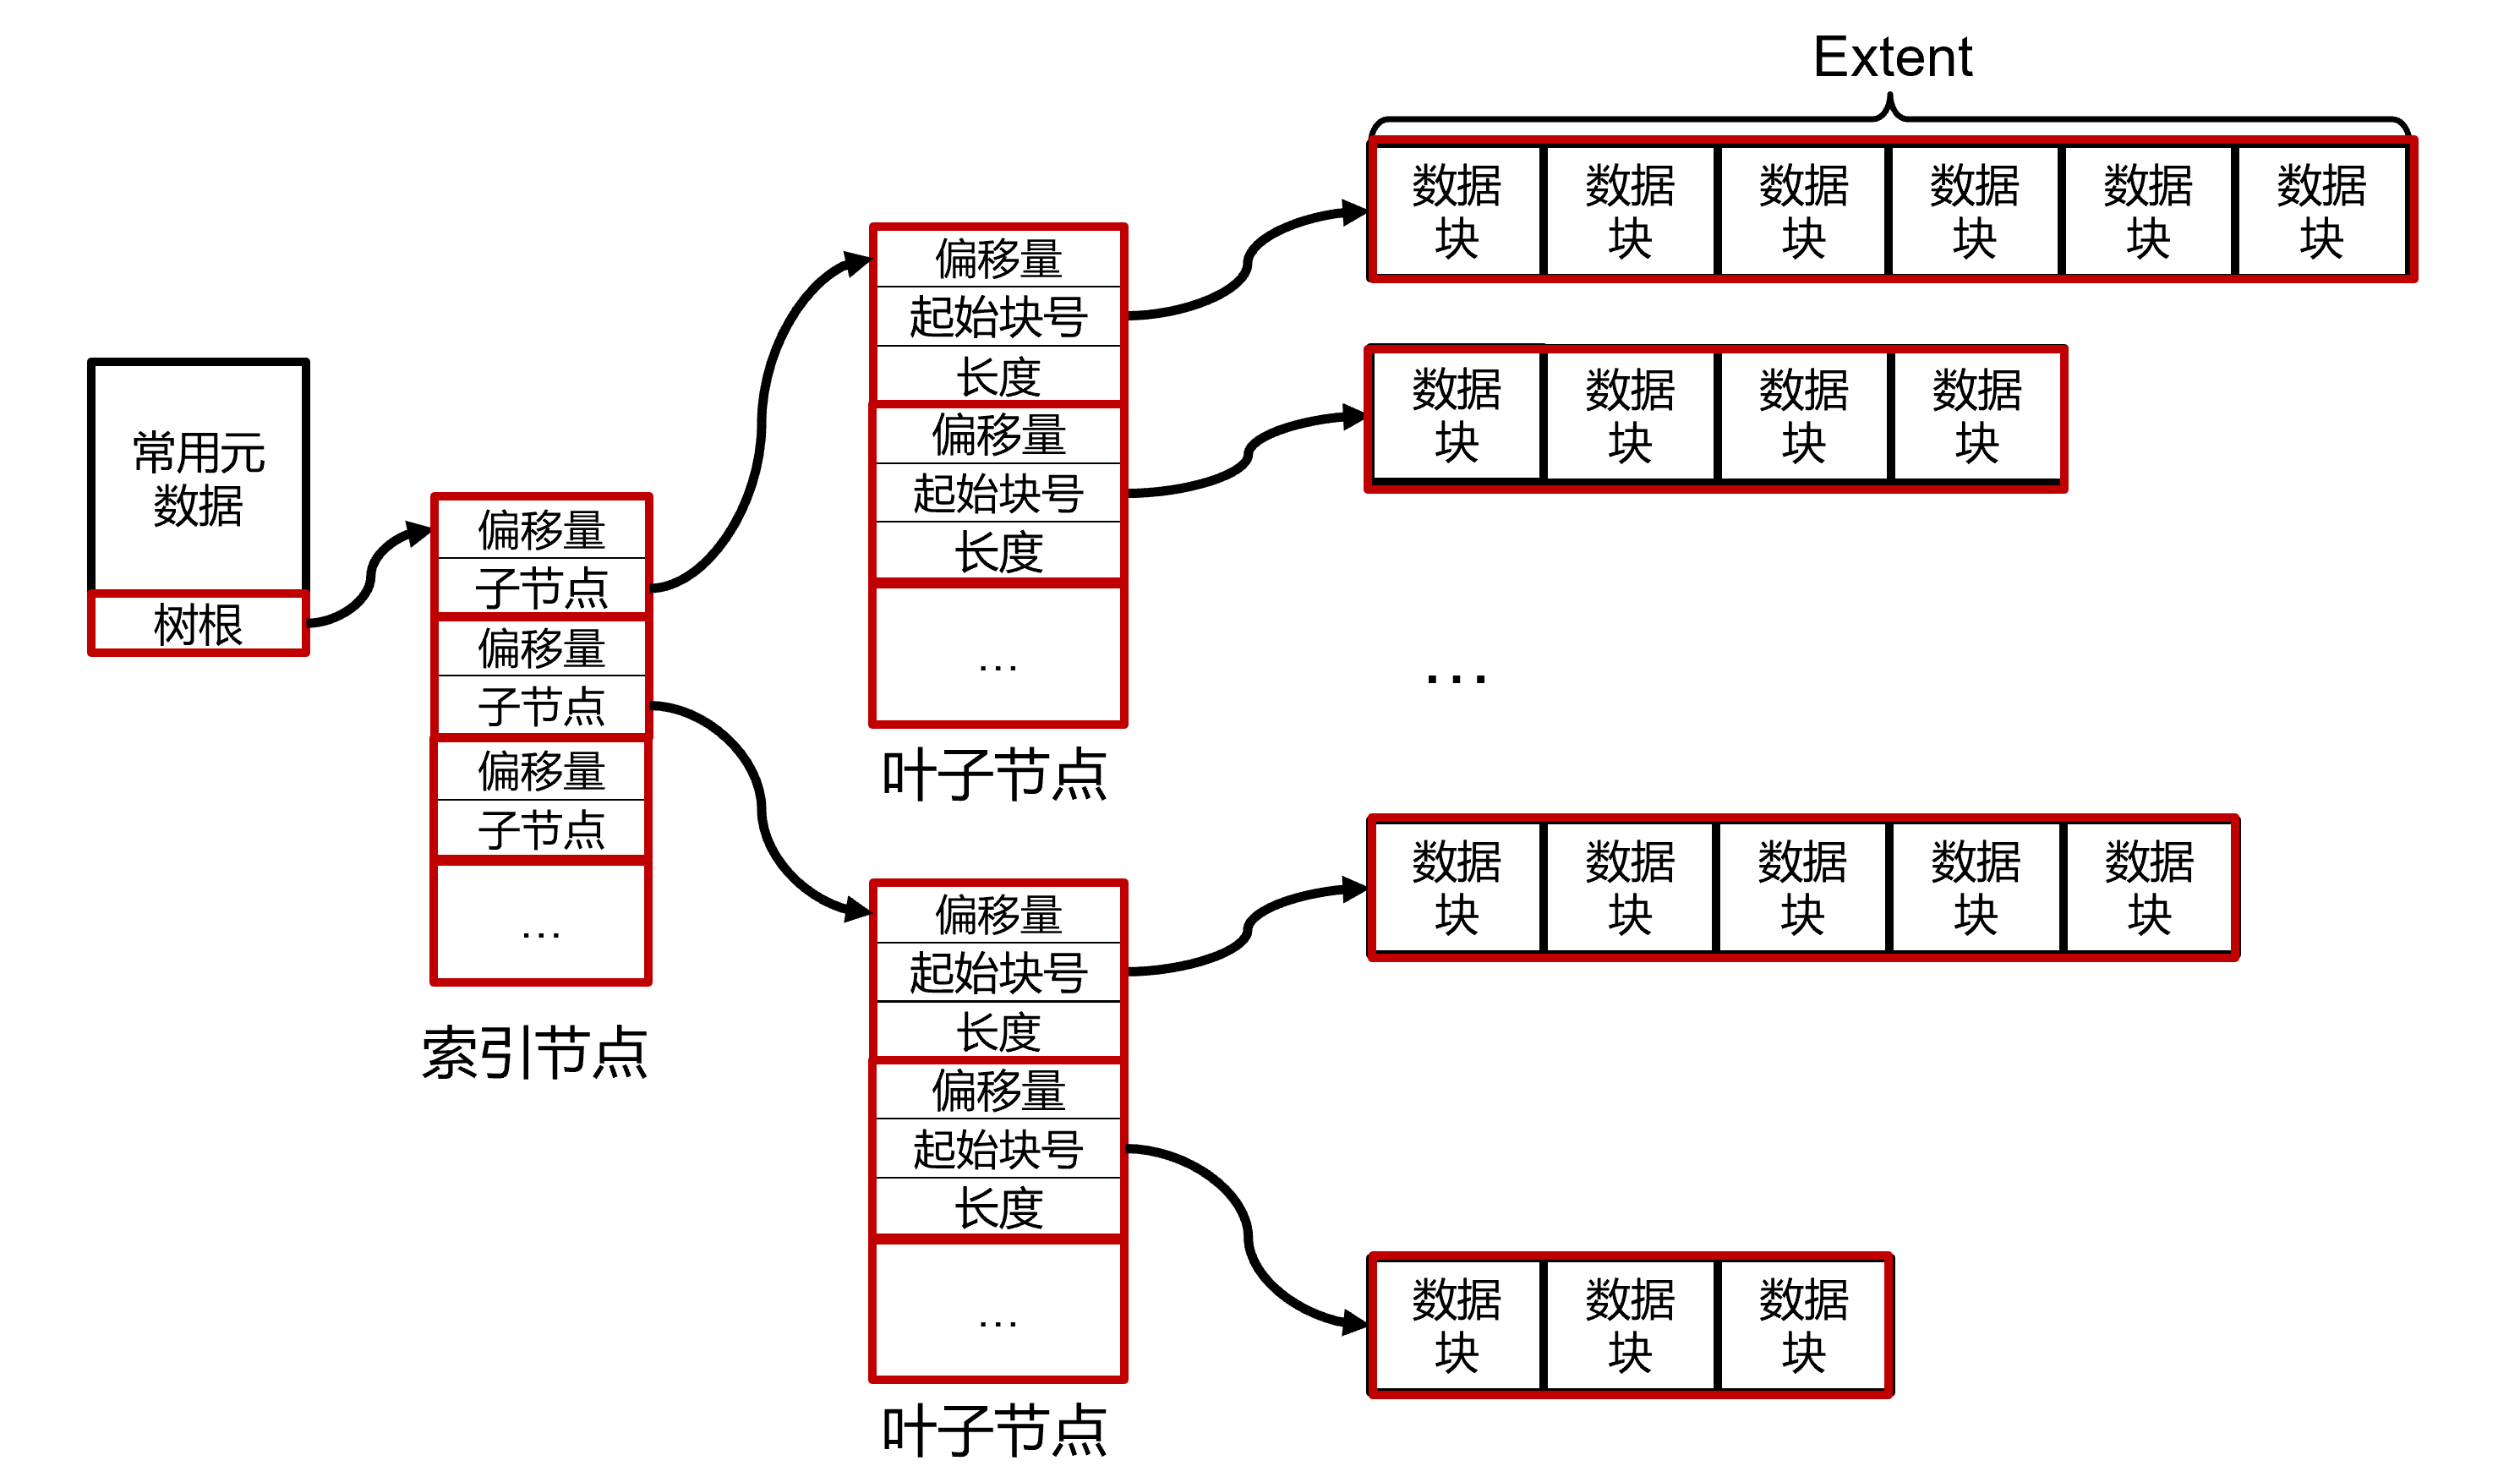 Extent
数据
块
数据
块
数据
块
数据
块
数据
块
数据
块
数据
块
数据
块
数据
块
数据
块
…
数据
块
数据
块
数据
块
数据
块
数据
块
数据
块
数据
块
数据
块
常用元
数据
树根
偏移量
子节点
偏移量
子节点
偏移量
子节点
…
索引节点
偏移量
起始块号
长度
偏移量
起始块号
长度
…
叶子节点
偏移量
起始块号
长度
偏移量
起始块号
长度
…
叶子节点